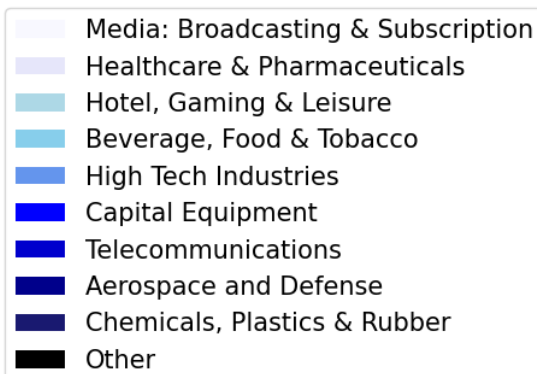 Media: Broadcasting & Subscription
Healthcare & Pharmaceuticals
Hotel, Gaming & Leisure
Beverage, Food & Tobacco
High Tech Industries
Capital Equipment
Telecommunications
Aerospace and Defense
Chemicals, Plastics & Rubber
Other